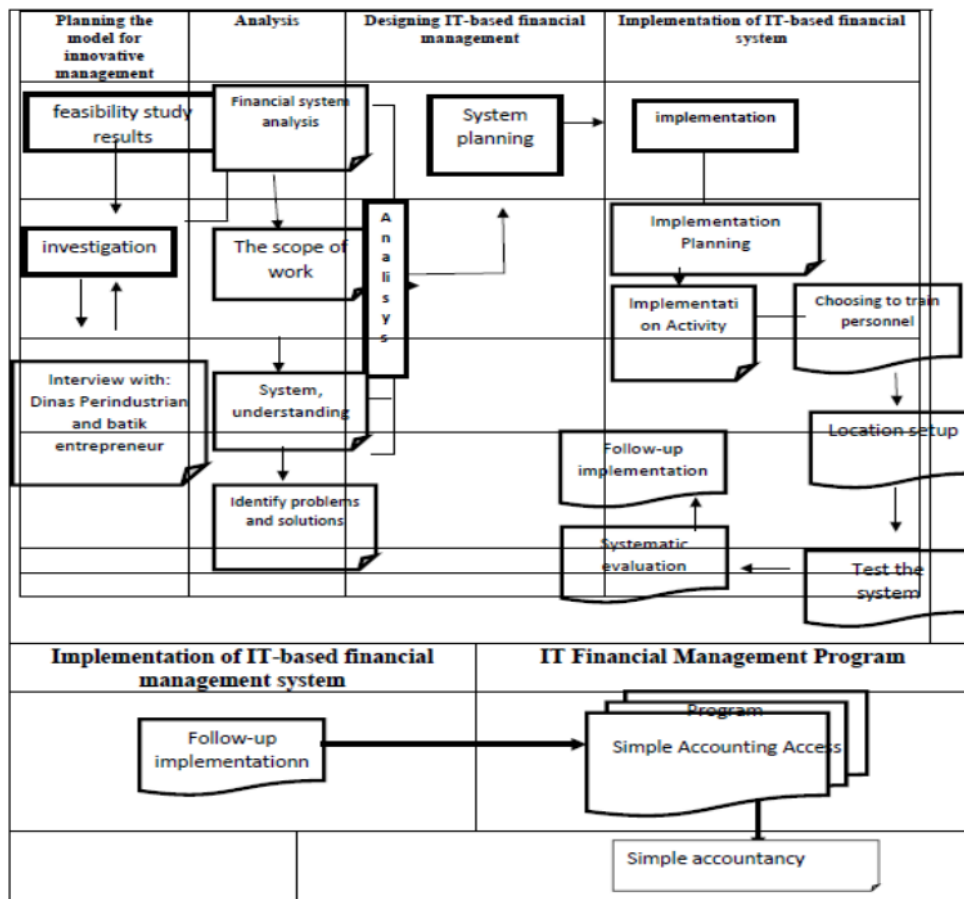 Planning the
model for
innovative
management
Analysis
Designing IT-based financial
management
Implementation of IT-based financial
system
feasibility study
results
investigation
Interview with:
Dinas Perindustrian
and batik
entrepreneur
Financial system
analysis
The scope of
work
System,
understanding
Identify problems
and solutions
A
n
a
l
i
s
y
s
System
planning
implementation
Implementation
Planning
Implementati
on Activity
Choosing to train
personnel
Location setup
Test the
system
Systematic
evaluation
Follow-up
implementation
Implementation of IT-based financial
management system
IT Financial Management Program
Follow-up
implementationn
Program
Simple Accounting Access
Simple accountancy